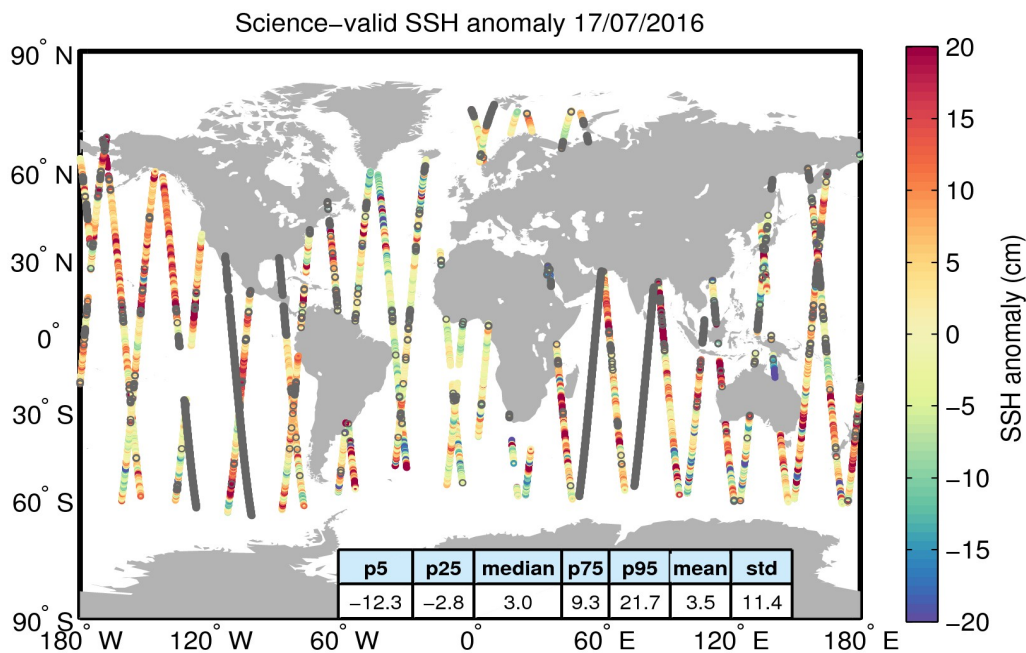 Science−valid SSH anomaly 17/07/2016
90° N
60° N
30° N
0°
30° S
60° S
90° S
180° W
120° W
60° W
0°
60° E
120° E
180° E
p5 p25 median p75 p95 mean std
−12.3 −2.8 3.0 9.3 21.7 3.5 11.4
20
15
10
5
0
−5
−10
−15
−20
SSH anomaly (cm)